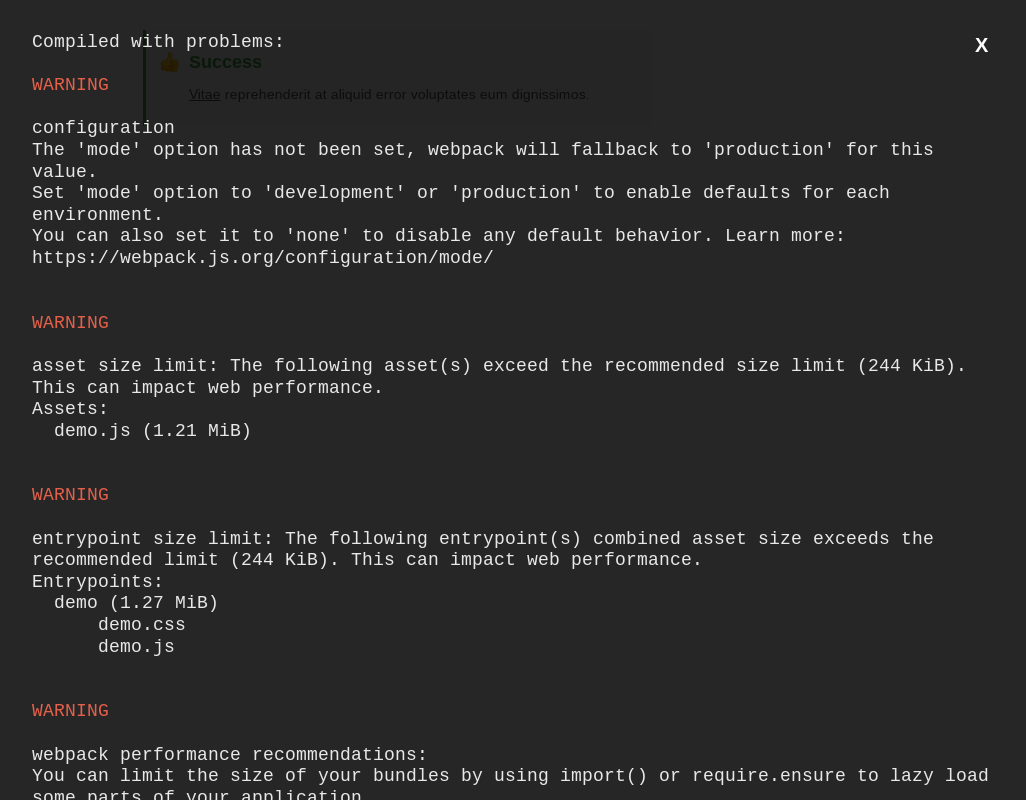 Compiled with problems:
X
👍 Success
WARNING
Vitae reprehenderit at aliquid error voluptates eum dignissimos.
configuration
The 'mode' option has not been set, webpack will fallback to 'production' for this
value.
Set 'mode' option to 'development' or 'production' to enable defaults for each
environment.
You can also set it to 'none' to disable any default behavior. Learn more:
https://webpack.js.org/configuration/mode/
WARNING
asset size limit: The following asset(s) exceed the recommended size limit (244 KiB).
This can impact web performance.
Assets:
demo.js (1.21 MiB)
WARNING
entrypoint size limit: The following entrypoint(s) combined asset size exceeds the
recommended limit (244 KiB). This can impact web performance.
Entrypoints:
demo (1.27 MiB)
demo.css
demo.js
WARNING
webpack performance recommendations:
You can limit the size of your bundles by using import() or require.ensure to lazy load
some parts of your application